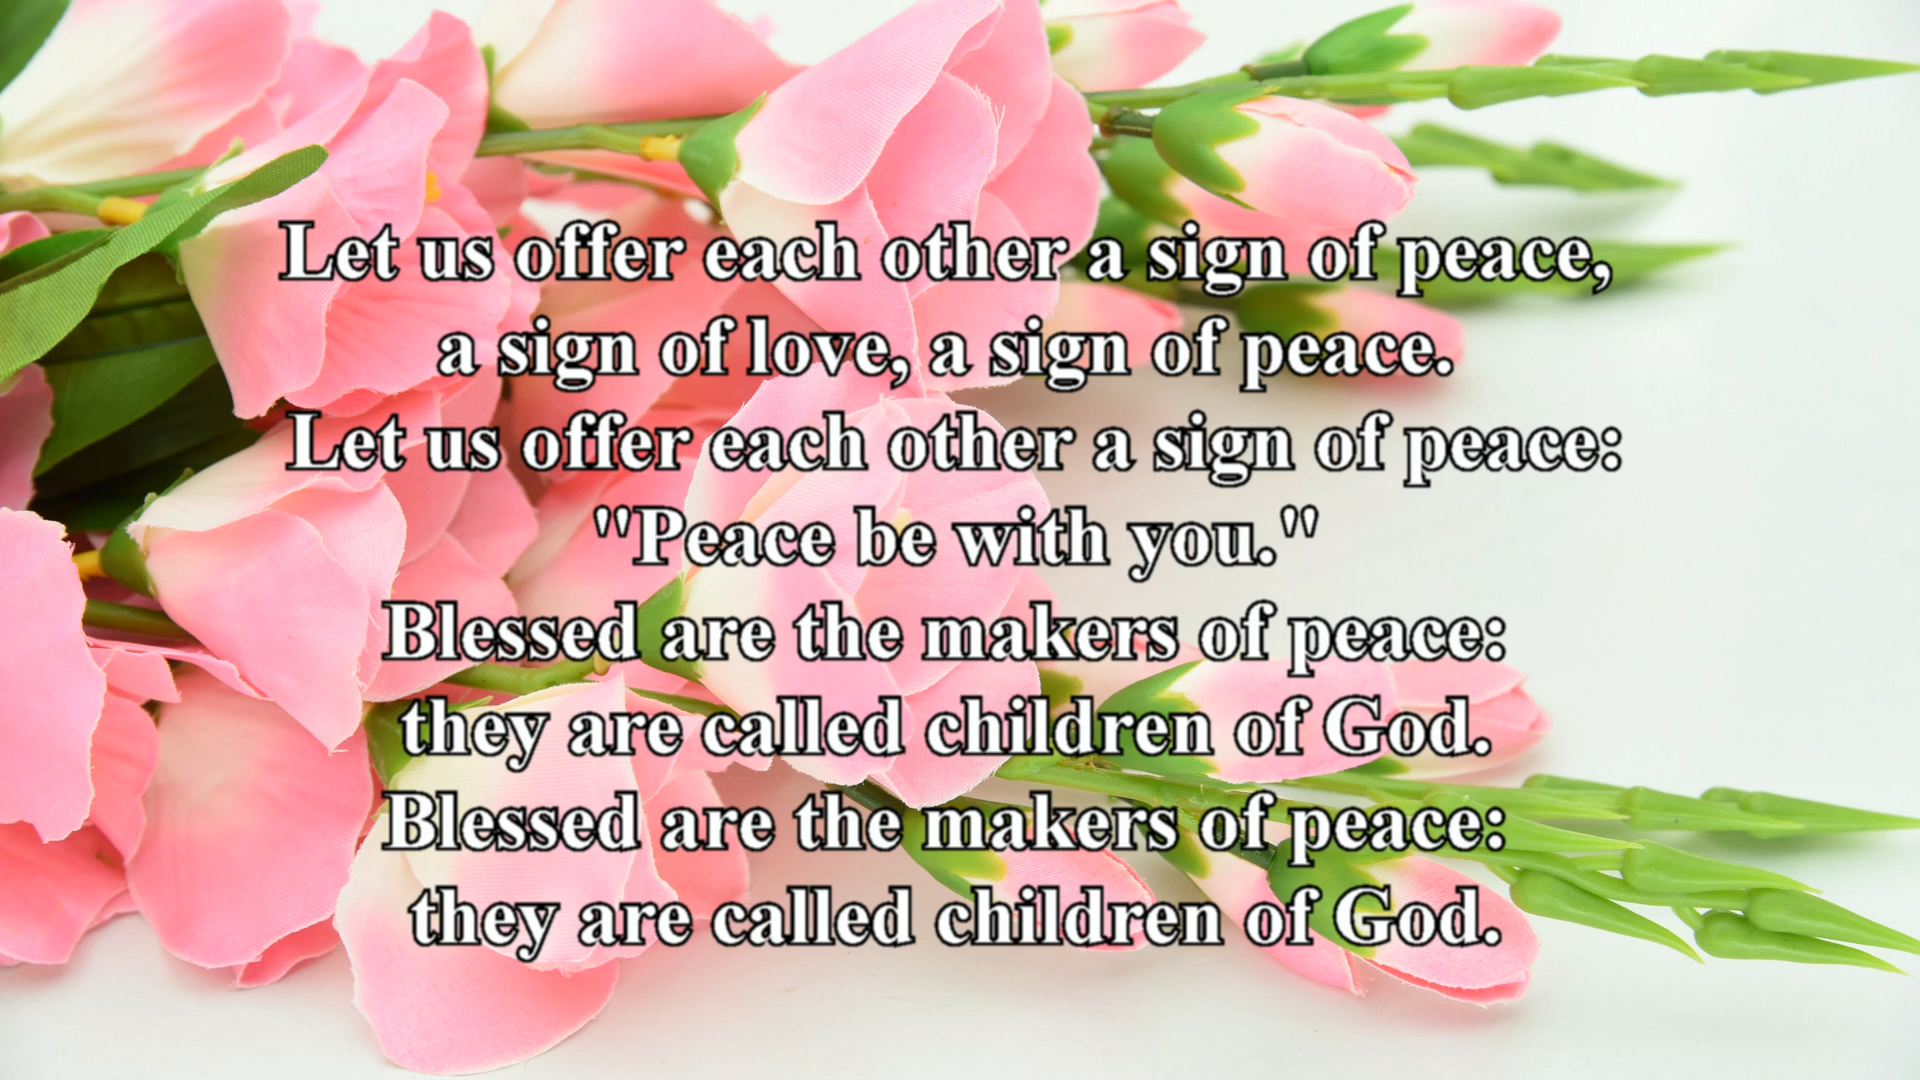 Let us offer each other a sign of peace,
a sign of love, a sign of peace.
Let us offer each other a sign of peace:
"Peace be with you."
Blessed are the makers of peace:
they are called children of God.
Blessed are the makers of peace:
they are called children of God.